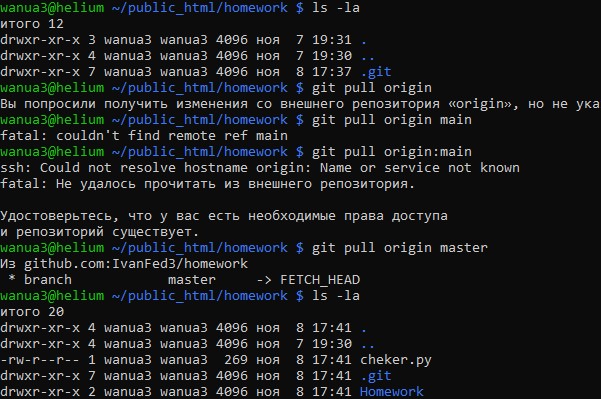 wanua3@helium ~/public_html/homework $ ls -la
итого 12
drwxr-xr-x 3 wanua3 wanua3 4096 ноя  7 19:31 .
drwxr-xr-x 4 wanua3 wanua3 4096 ноя  7 19:30 ..
drwxr-xr-x 7 wanua3 wanua3 4096 ноя  8 17:37 .git
wanua3@helium ~/public_html/homework $ git pull origin
Вы попросили получить изменения со внешнего репозитория «origin», но не ука
wanua3@helium ~/public_html/homework $ git pull origin main
fatal: couldn't find remote ref main
wanua3@helium ~/public_html/homework $ git pull origin:main
ssh: Could not resolve hostname origin: Name or service not known
fatal: Не удалось прочитать из внешнего репозитория.

Удостоверьтесь, что у вас есть необходимые права доступа
и репозиторий существует.
wanua3@helium ~/public_html/homework $ git pull origin master
Из github.com:IvanFed3/homework
 * branch            master     -> FETCH_HEAD
wanua3@helium ~/public_html/homework $ ls -la
итого 20
drwxr-xr-x 4 wanua3 wanua3 4096 ноя  8 17:41 .
drwxr-xr-x 4 wanua3 wanua3 4096 ноя  7 19:30 ..
-rw-r--r-- 1 wanua3 wanua3  269 ноя  8 17:41 cheker.py
drwxr-xr-x 7 wanua3 wanua3 4096 ноя  8 17:41 .git
drwxr-xr-x 2 wanua3 wanua3 4096 ноя  8 17:41 Homework